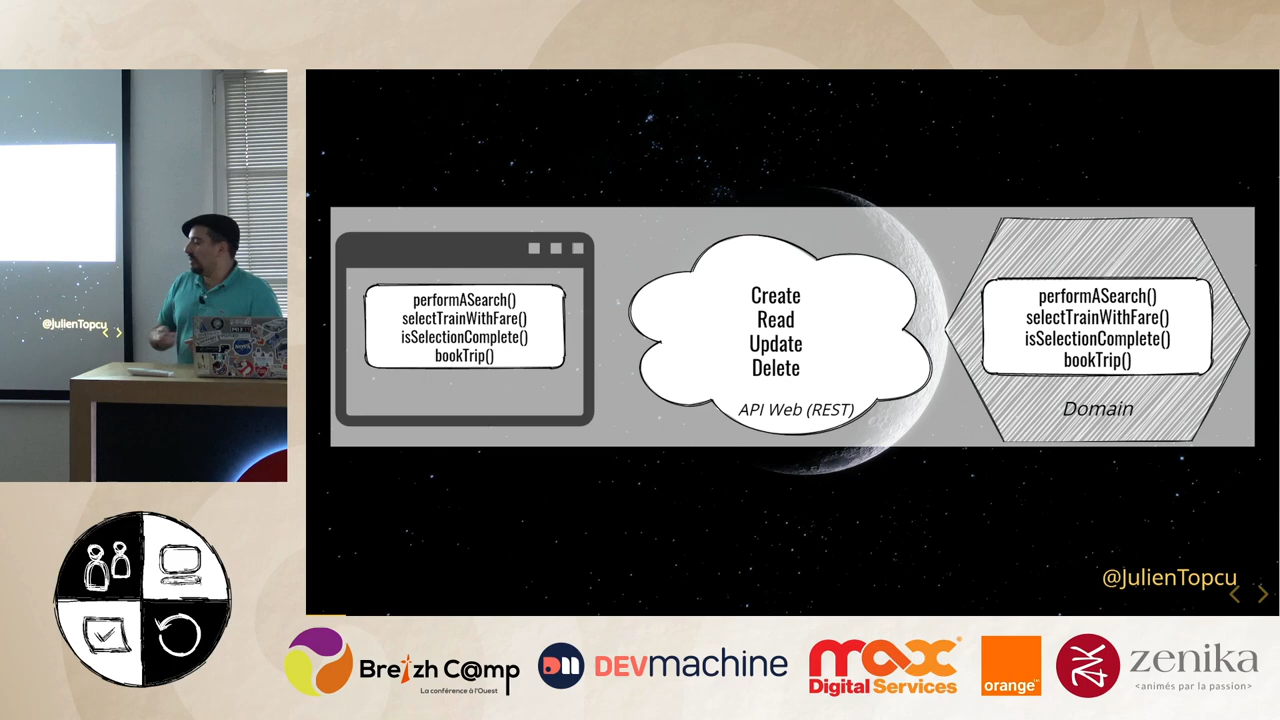 @JulienTopcu
performASearch()
selectTrainWithFare()
isSelectionComplete()
bookTrip()
Create
Read
Update
Delete
API Web (REST)
performASearch()
selectTrainWithFare()
isSelectionComplete()
bookTrip()
Domain
@JulienTopcu
Breizh C@mp
La conférence à l'Ouest
DEVmachine
max
Digital Services
orange
zenika
<animés par la passion>